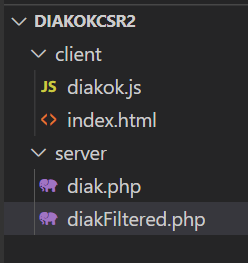 DIAKOKCSR2
client
JS diakok.js
<> index.html
server
diak.php
diakFiltered.php